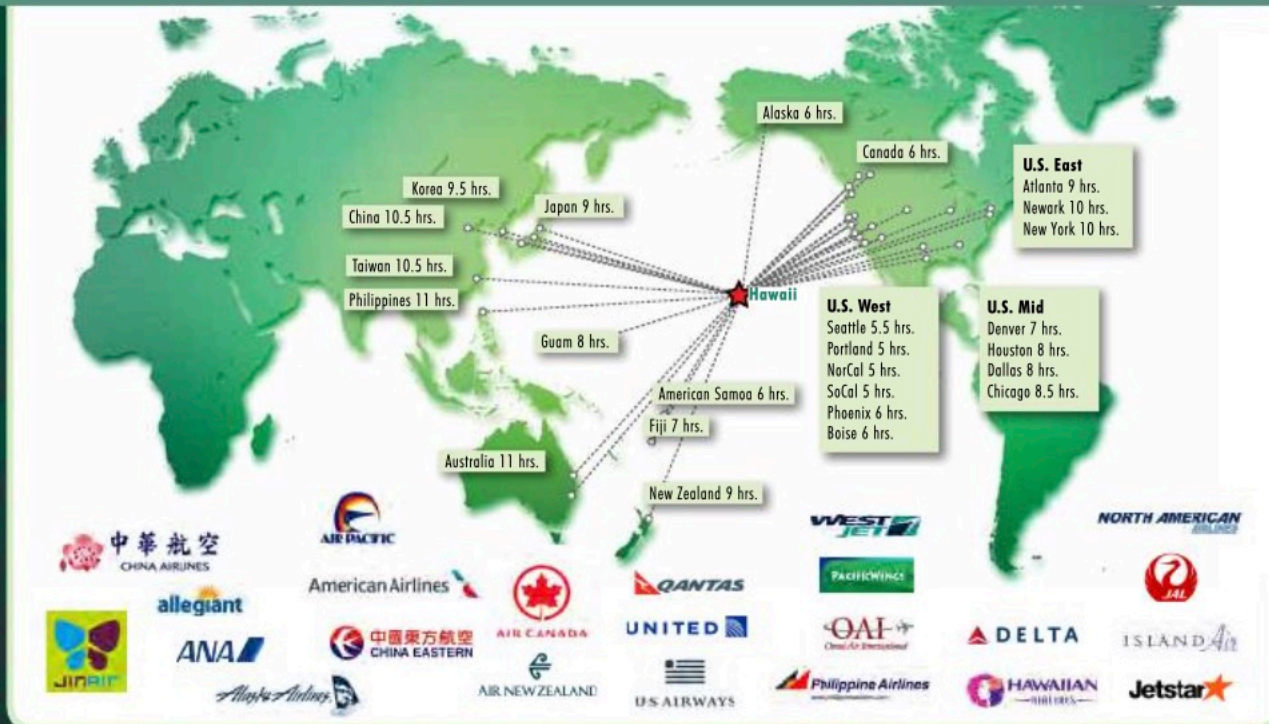 Alaska 6 hrs.
Canada 6 hrs.
U.S. East
Atlanta 9 hrs.
Newark 10 hrs.
New York 10 hrs.
Korea 9.5 hrs.
Japan 9 hrs.
China 10.5 hrs.
Taiwan 10.5 hrs.
Philippines 11 hrs.
Hawaii
Guam 8 hrs.
U.S. West
Seattle 5.5 hrs.
Portland 5 hrs.
NorCal 5 hrs.
SoCal 5 hrs.
Phoenix 6 hrs.
Boise 6 hrs.
U.S. Mid
Denver 7 hrs.
Houston 8 hrs.
Dallas 8 hrs.
Chicago 8.5 hrs.
American Samoa 6 hrs.
Fiji 7 hrs.
Australia 11 hrs.
New Zealand 9 hrs.
中華航空
CHINA AIRLINES
AIR PACIFIC
WESTJET
NORTH AMERICAN
AIRLINES
allegiant
American Airlines
AIR CANADA
QANTAS
PACIFICWINGS
JAL
JINAIR
ANA
中國東方航空
CHINA EASTERN
UNITED
OAI
Omni Air International
DELTA
ISLAND Air
Alaska Airlines
AIR NEW ZEALAND
U·S AIRWAYS
Philippine Airlines
HAWAIIAN
AIRLINES
Jetstar